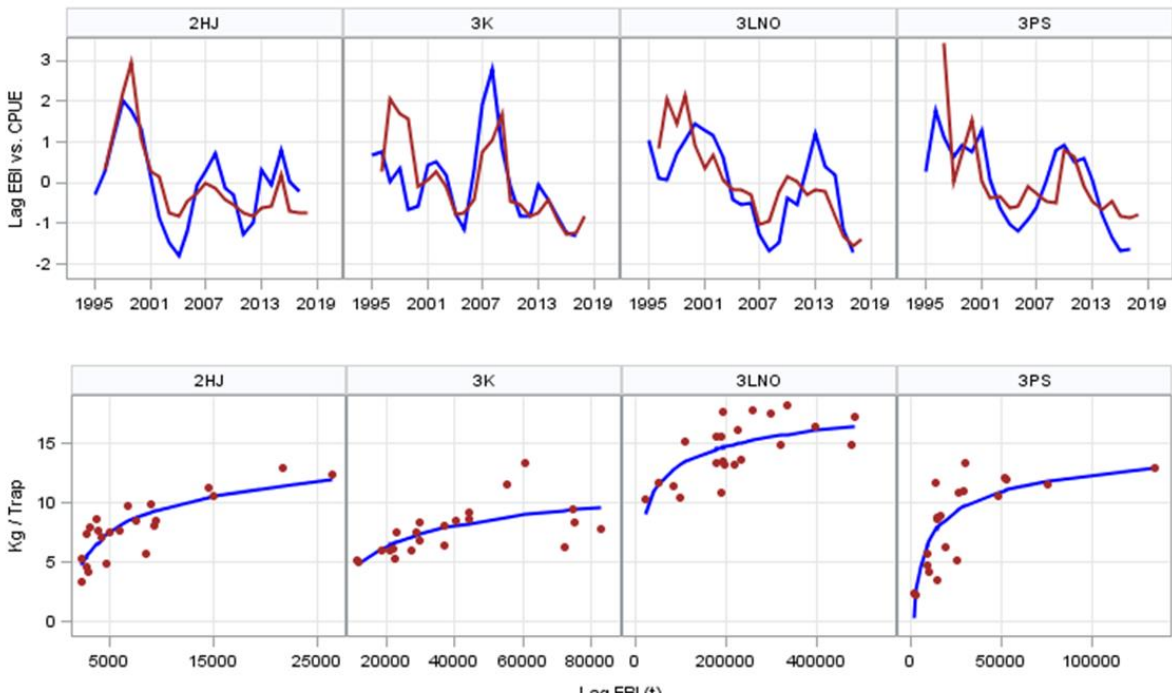 2HJ 3K 3LNO 3PS
Lag EBI vs. CPUE
3
2
1
0
-1
-2
1995 2001 2007 2013 2019 1995 2001 2007 2013 2019 1995 2001 2007 2013 2019 1995 2001 2007 2013 2019
2HJ 3K 3LNO 3PS
Kg / Trap
15
10
5
0
5000 15000 25000 20000 40000 60000 80000 0 200000 400000 0 50000 100000
EBI (t)